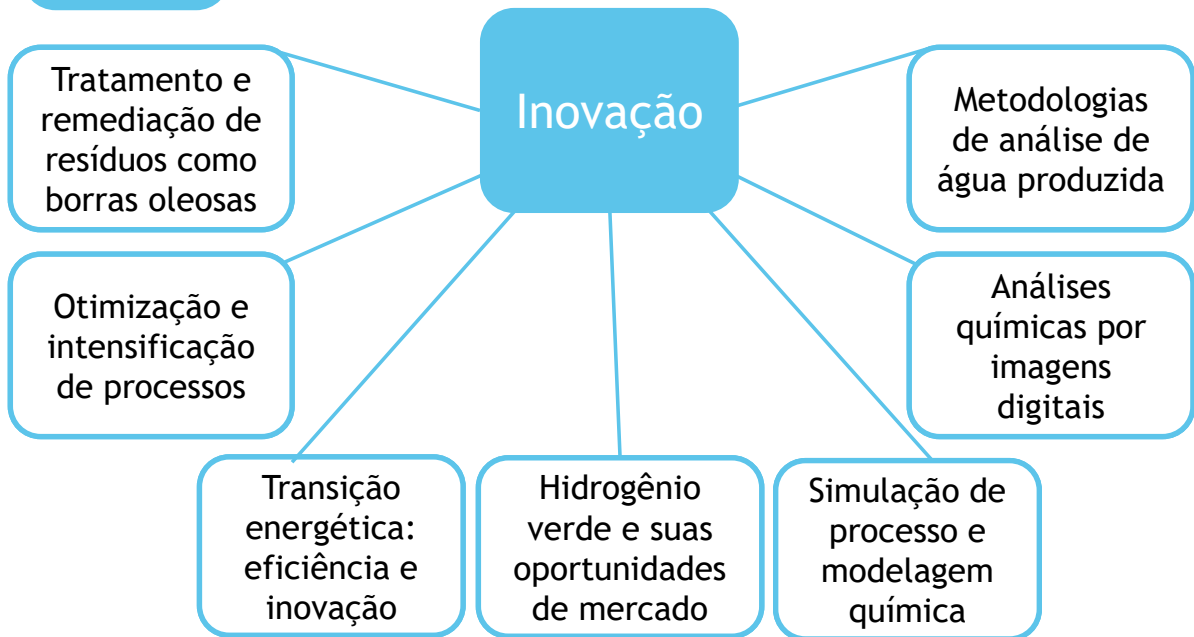 Inovação
Tratamento e
remediação de
resíduos como
borras oleosas
Metodologias
de análise de
água produzida
Otimização e
intensificação
de processos
Análises
químicas por
imagens
digitais
Transição
energética:
eficiência e
inovação
Hidrogênio
verde e suas
oportunidades
de mercado
Simulação de
processo e
modelagem
química